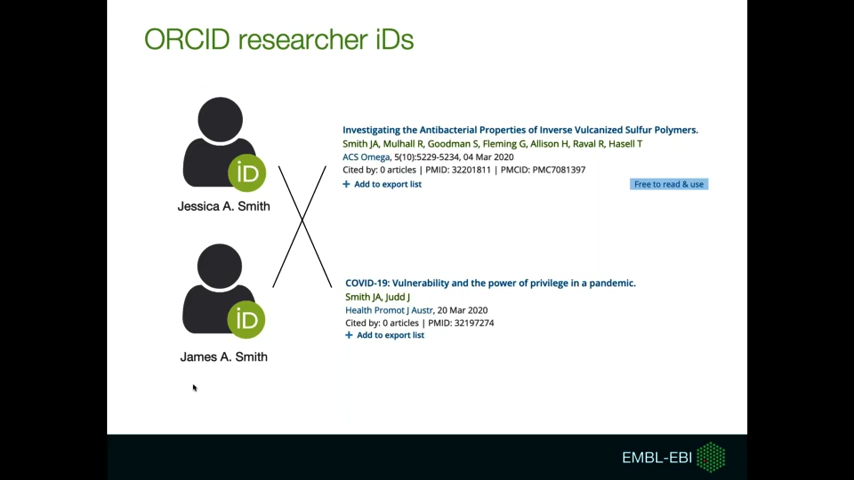 ORCID researcher iDs
iD
Jessica A. Smith
Investigating the Antibacterial Properties of Inverse Vulcanized Sulfur Polymers.
Smith JA, Mulhall R, Goodman S, Fleming G, Allison H, Raval R, Hasell T
ACS Omega, 5(10):5229-5234, 04 Mar 2020
Cited by: 0 articles | PMID: 32201811 | PMCID: PMC7081397
+ Add to export list
Free to read & use
iD
James A. Smith
COVID-19: Vulnerability and the power of privilege in a pandemic.
Smith JA, Judd J
Health Promot J Austr, 20 Mar 2020
Cited by: 0 articles | PMID: 32197274
+ Add to export list
EMBL-EBI